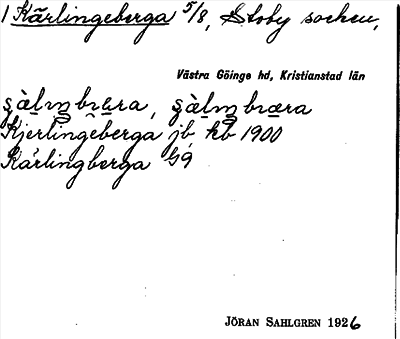 1 Kärlingeberga 5/8, Stoby socken,
Västra Göinge hd, Kristianstad län
Kjerlingeberga jb, kb 1900
Kärlingberga
JÖRAN SAHLGREN 1926